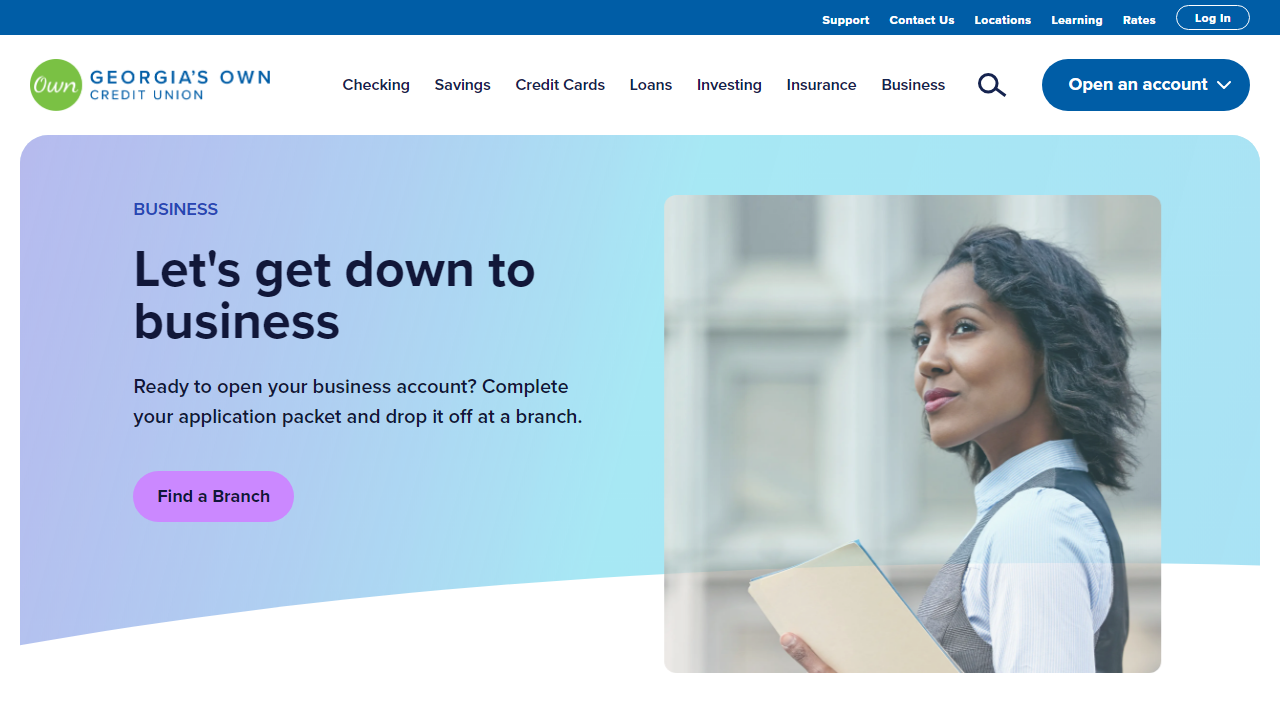 Support Contact Us Locations Learning Rates Log In
Own GEORGIA'S OWN
CREDIT UNION
Checking Savings Credit Cards Loans Investing Insurance Business Open an account
BUSINESS
Let's get down to
business
Ready to open your business account? Complete
your application packet and drop it off at a branch.
Find a Branch